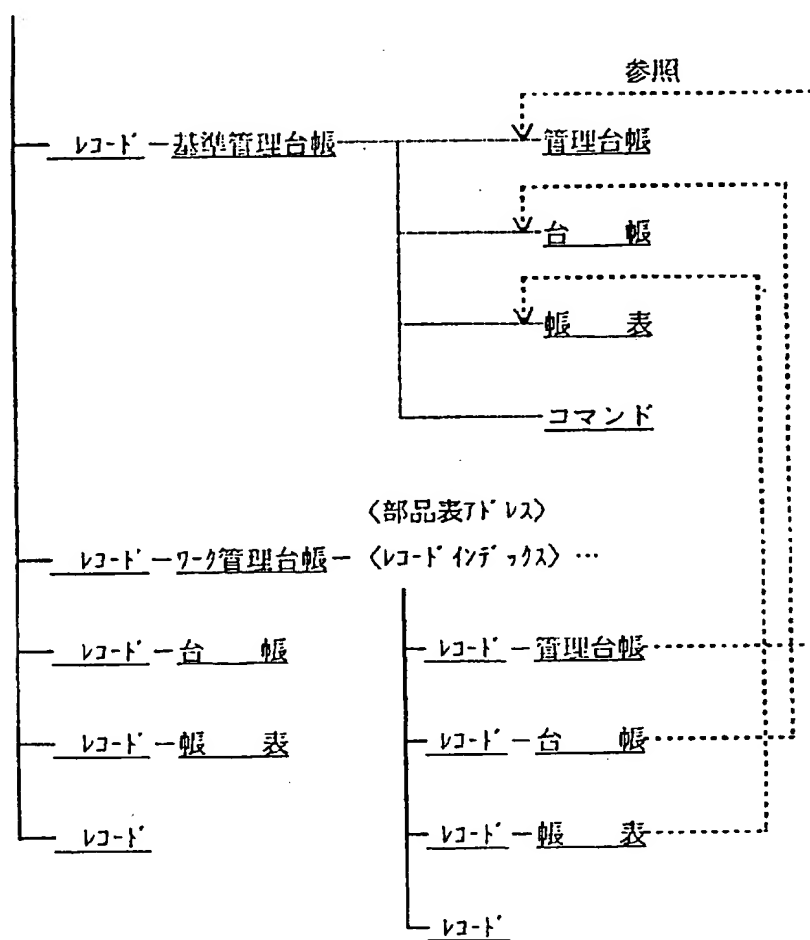 参照
レコード 基準管理台帳 管理台帳
台 帳
帳 表
コマンド
〈部品表アドレス〉
レコード ワーク管理台帳 〈レコードインデックス〉 …
レコード 台 帳 レコード 管理台帳
レコード 帳 表 レコード 台 帳
レコード レコード 帳 表
レコード